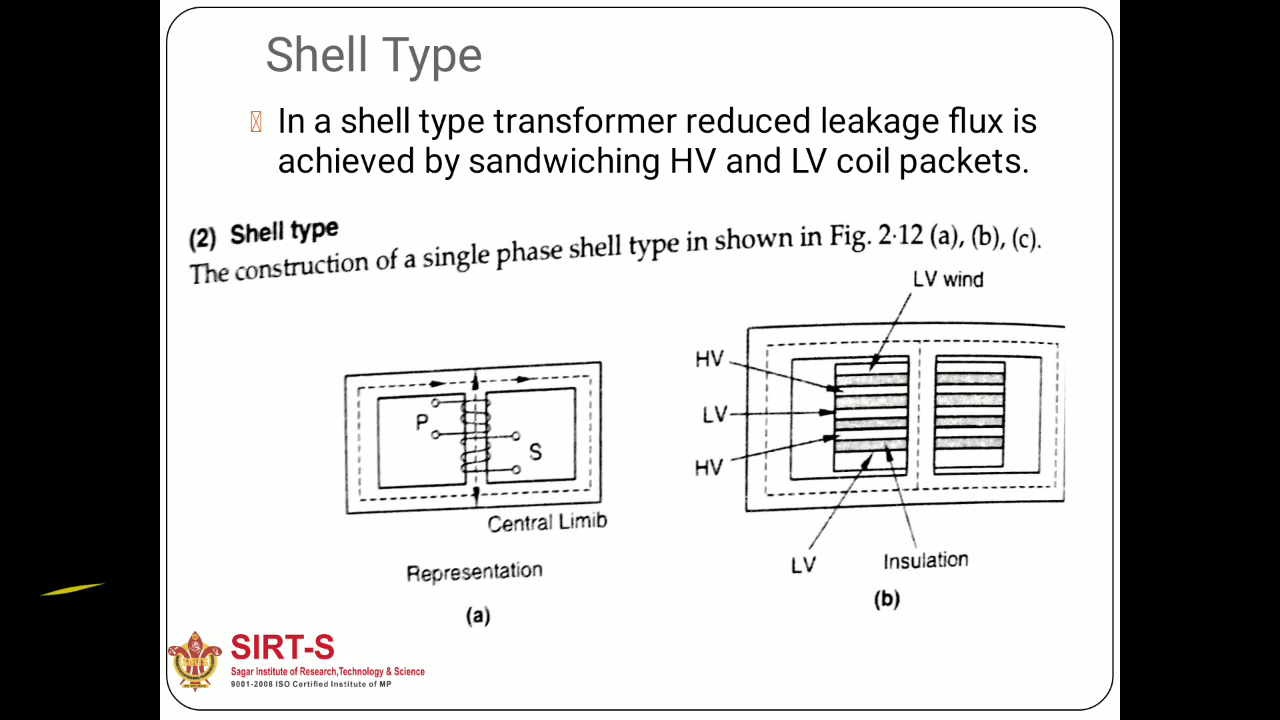 Shell Type
In a shell type transformer reduced leakage flux is
achieved by sandwiching HV and LV coil packets.
(2) Shell type
The construction of a single phase shell type in shown in Fig. 2·12 (a), (b), (c).
LV wind
HV
LV
HV
P
S
Central Limib
LV
Insulation
Representation
(a)
(b)
SIRT-S
Sagar Institute of Research,Technology & Science
9001-2008 ISO Certified Institute of MP